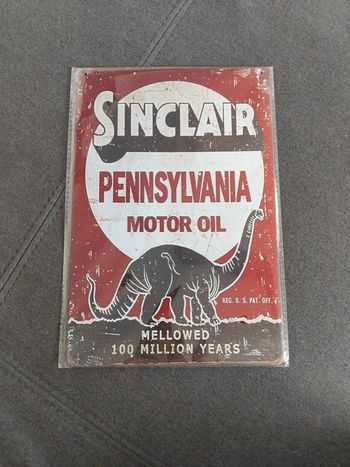 SINCLAIR
PENNSYLVANIA
MOTOR OIL
REG. U. S. PAT. OFF.
MELLOWED
100 MILLION YEARS